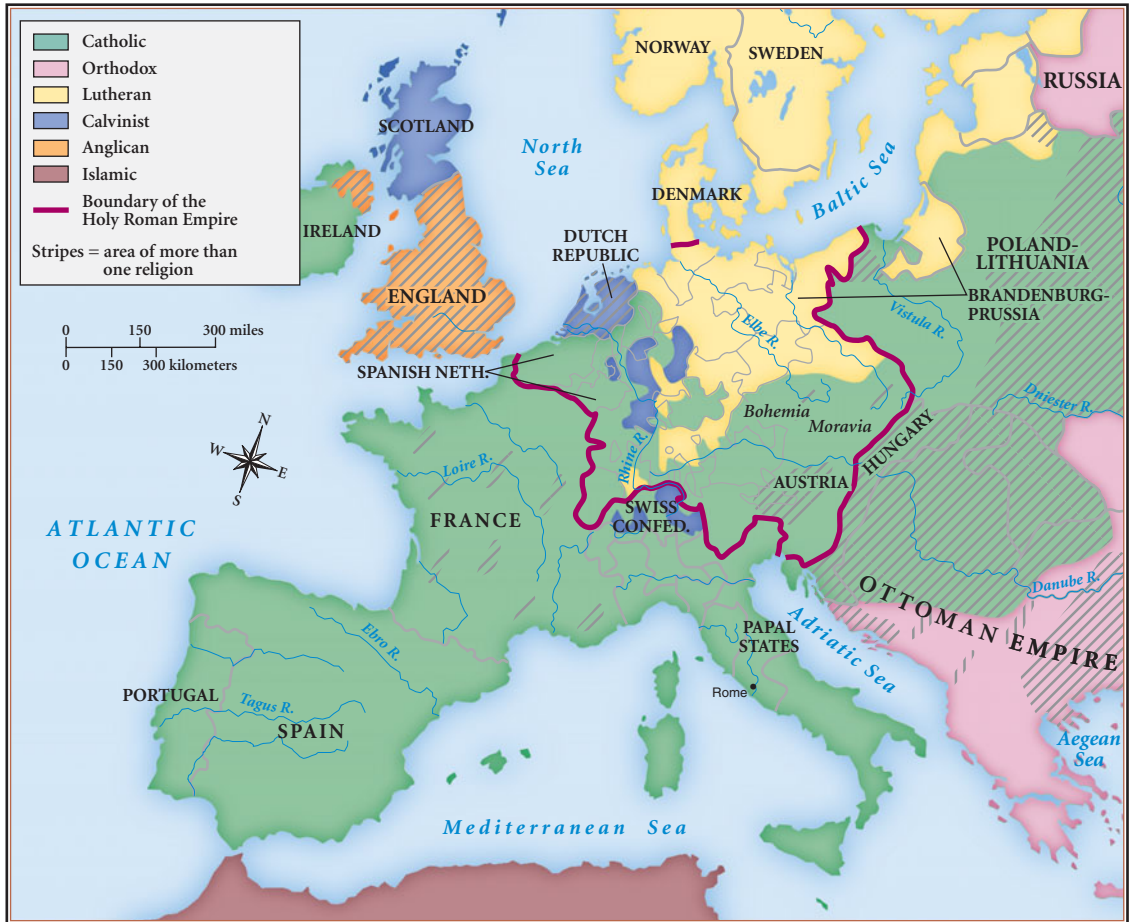 Catholic
Orthodox
Lutheran
Calvinist
Anglican
Islamic
Boundary of the
Holy Roman Empire
Stripes = area of more than
one religion
0 150 300 miles
0 150 300 kilometers
N
W
E
S
NORWAY
SWEDEN
RUSSIA
SCOTLAND
North
Sea
Baltic Sea
DENMARK
IRELAND
DUTCH
REPUBLIC
POLAND-
LITHUANIA
ENGLAND
BRANDENBURG-
PRUSSIA
Vistula R.
Elbe R.
SPANISH NETH.
Dniester R.
Bohemia
Moravia
HUNGARY
Rhine R.
Loire R.
AUSTRIA
SWISS
CONFED.
FRANCE
ATLANTIC
OCEAN
Danube R.
OTTOMAN EMPIRE
Adriatic Sea
PAPAL
STATES
Ebro R.
Rome
PORTUGAL
Tagus R.
SPAIN
Aegean
Sea
Mediterranean Sea